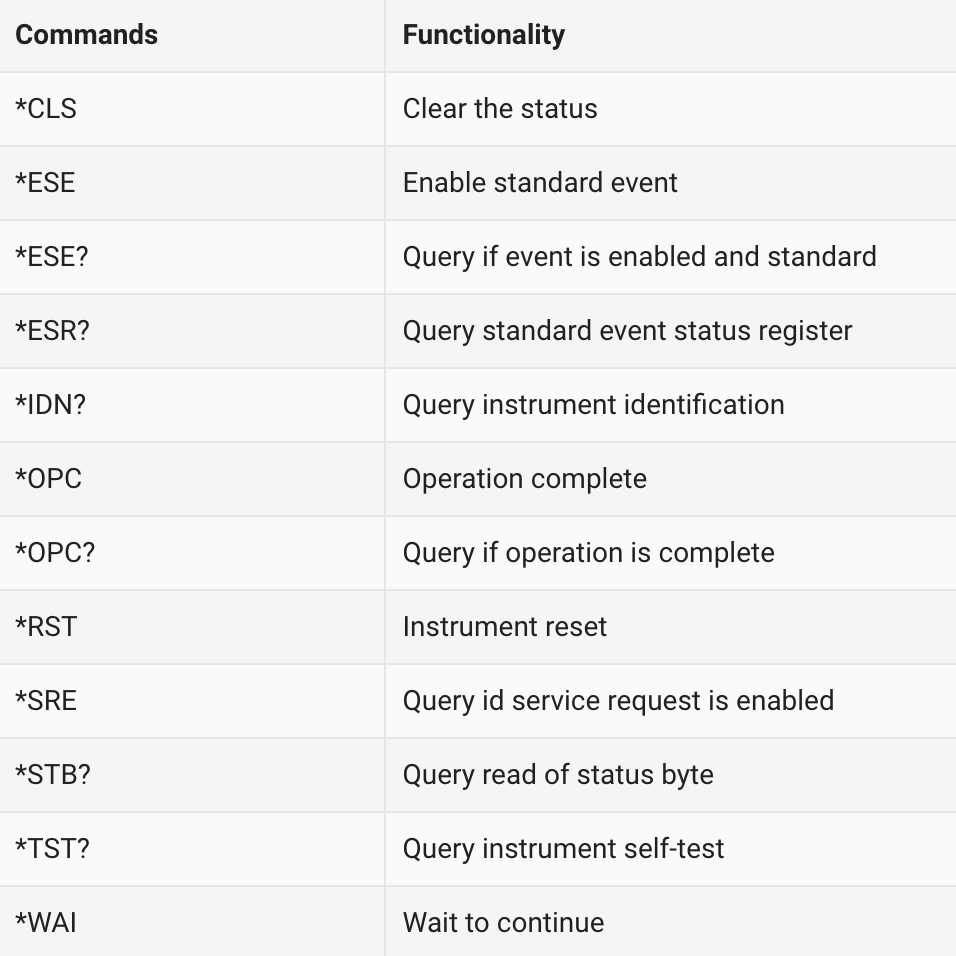 Commands Functionality
*CLS Clear the status
*ESE Enable standard event
*ESE? Query if event is enabled and standard
*ESR? Query standard event status register
*IDN? Query instrument identification
*OPC Operation complete
*OPC? Query if operation is complete
*RST Instrument reset
*SRE Query id service request is enabled
*STB? Query read of status byte
*TST? Query instrument self-test
*WAI Wait to continue